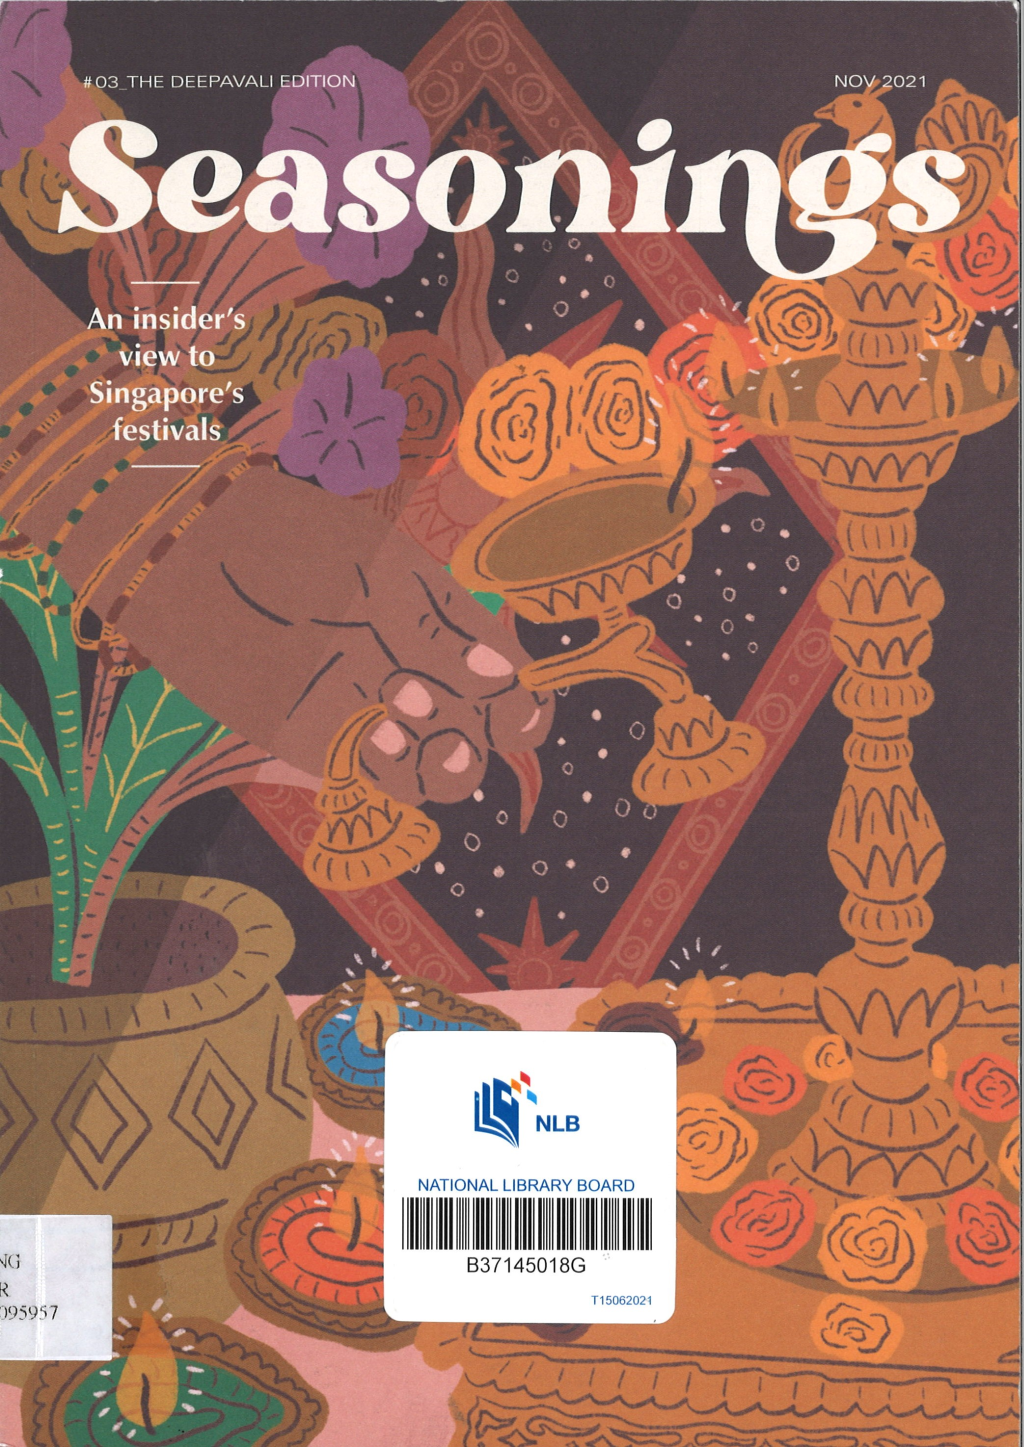 #03_THE DEEPAVALI EDITION
NOV 2021
Seasonings
An insider's
view to
Singapore's
festivals
NLB
NATIONAL LIBRARY BOARD
B37145018G
T15062021
NG
R
095957